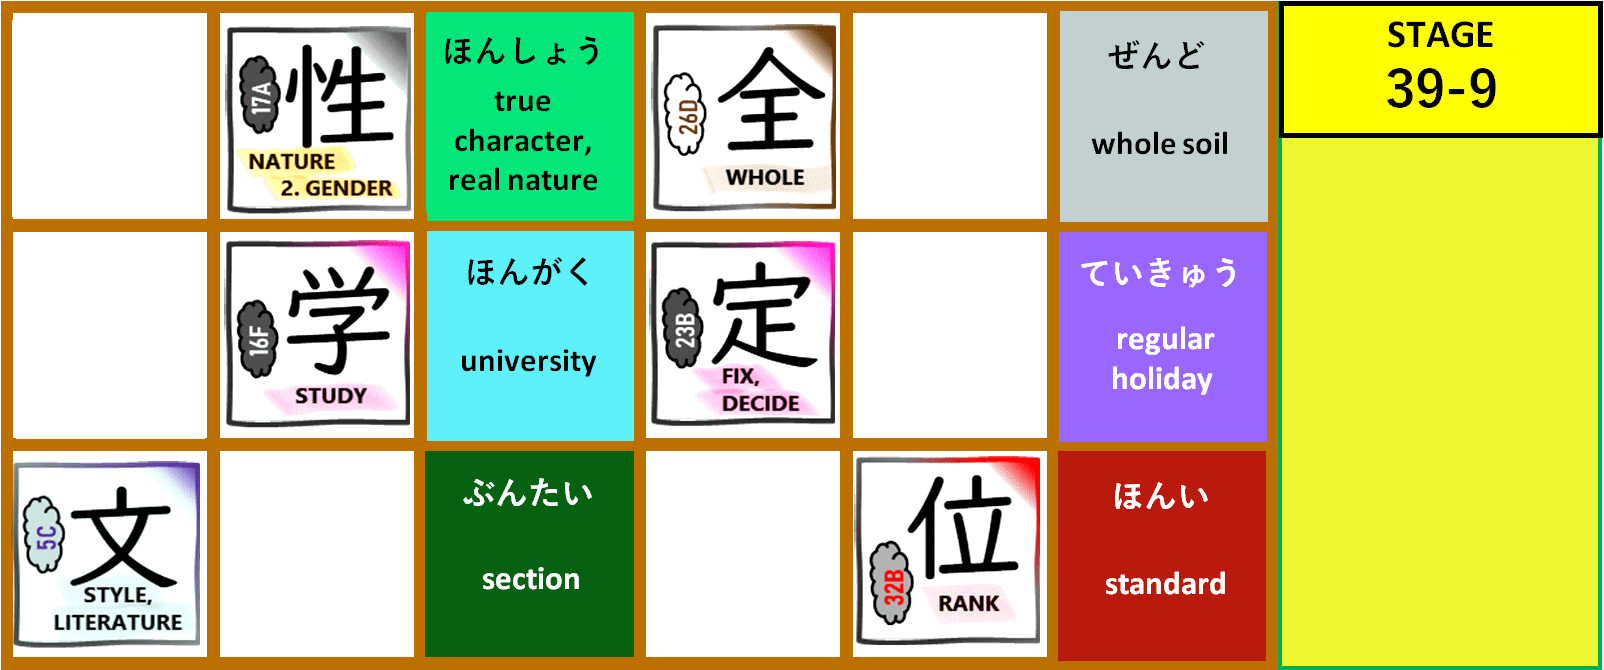 17A
性
NATURE
2. GENDER
ほんしょう
true
character,
real nature
26D
全
WHOLE
ぜんど
whole soil
STAGE
39-9
16F
学
STUDY
ほんがく
university
23B
定
FIX,
DECIDE
ていきゅう
regular
holiday
5C
文
STYLE,
LITERATURE
ぶんたい
section
32B
位
RANK
ほんい
standard